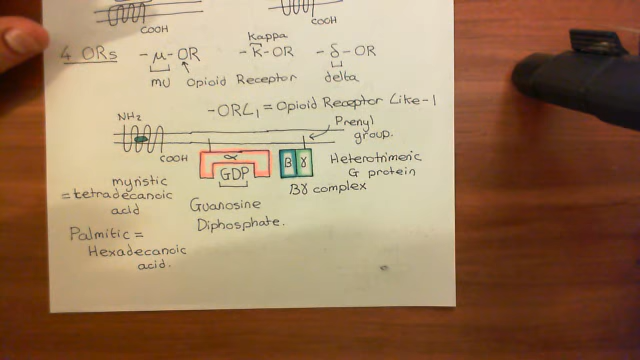 COOH
COOH
4 ORs -μ-OR -K-OR -δ-OR
Kappa
mu Opioid Receptor delta
-ORL1 = Opioid Receptor Like-1
NH2
Prenyl
group.
COOH
α
GDP
β γ
Heterotrimeric
G protein
βγ complex
myristic
=tetradecanoic
acid
Guanosine
Diphosphate.
Palmitic =
Hexadecanoic
acid.